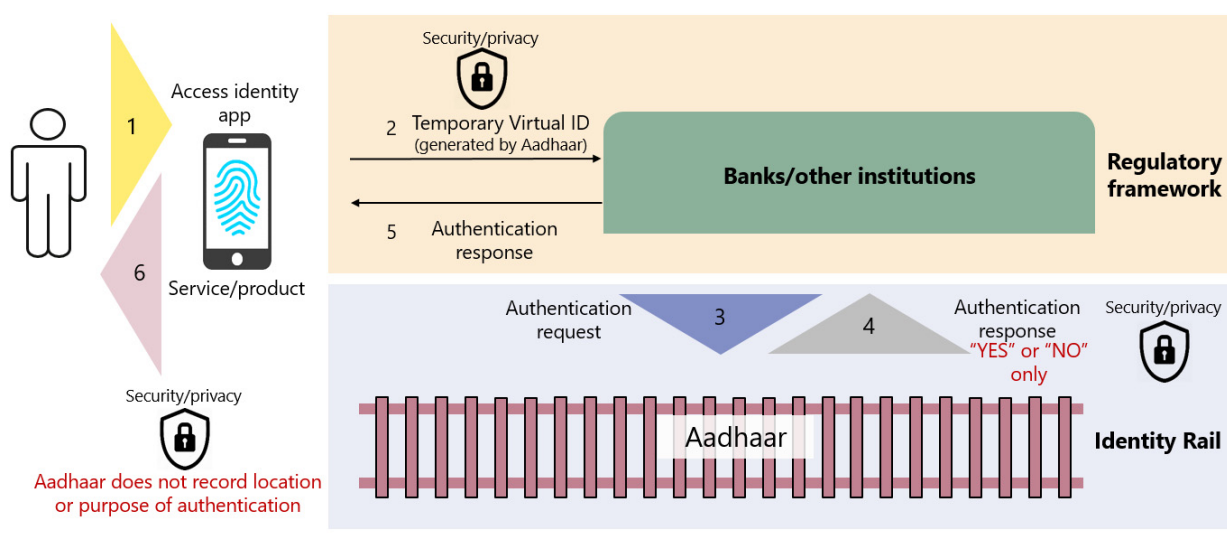 1
Access identity
app
Service/product
6
Security/privacy
Aadhaar does not record location
or purpose of authentication
Security/privacy
2 Temporary Virtual ID
(generated by Aadhaar)
5 Authentication
response
Banks/other institutions
Regulatory
framework
Authentication
request
3
4
Authentication
response
“YES” or “NO”
only
Security/privacy
Aadhaar
Identity Rail